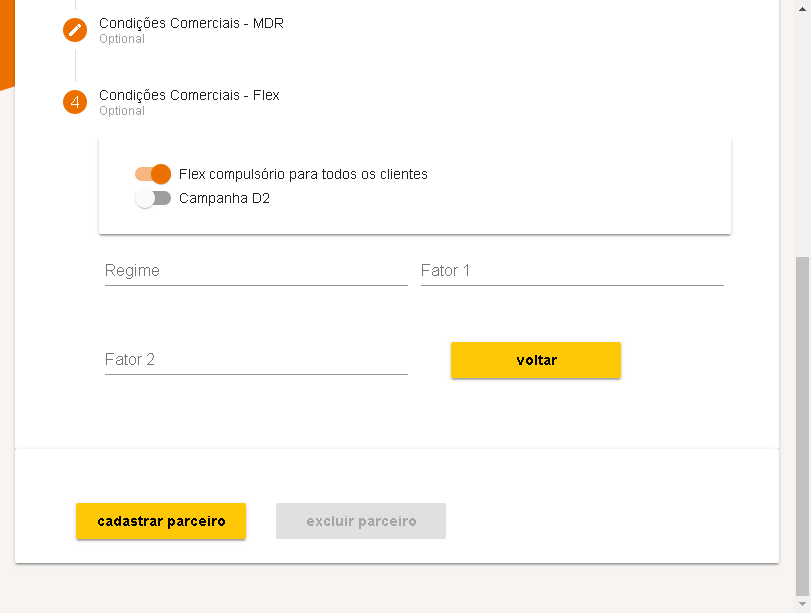 Condições Comerciais - MDR
Optional
4 Condições Comerciais - Flex
Optional
Flex compulsório para todos os clientes
Campanha D2
Regime Fator 1
Fator 2 voltar
cadastrar parceiro excluir parceiro